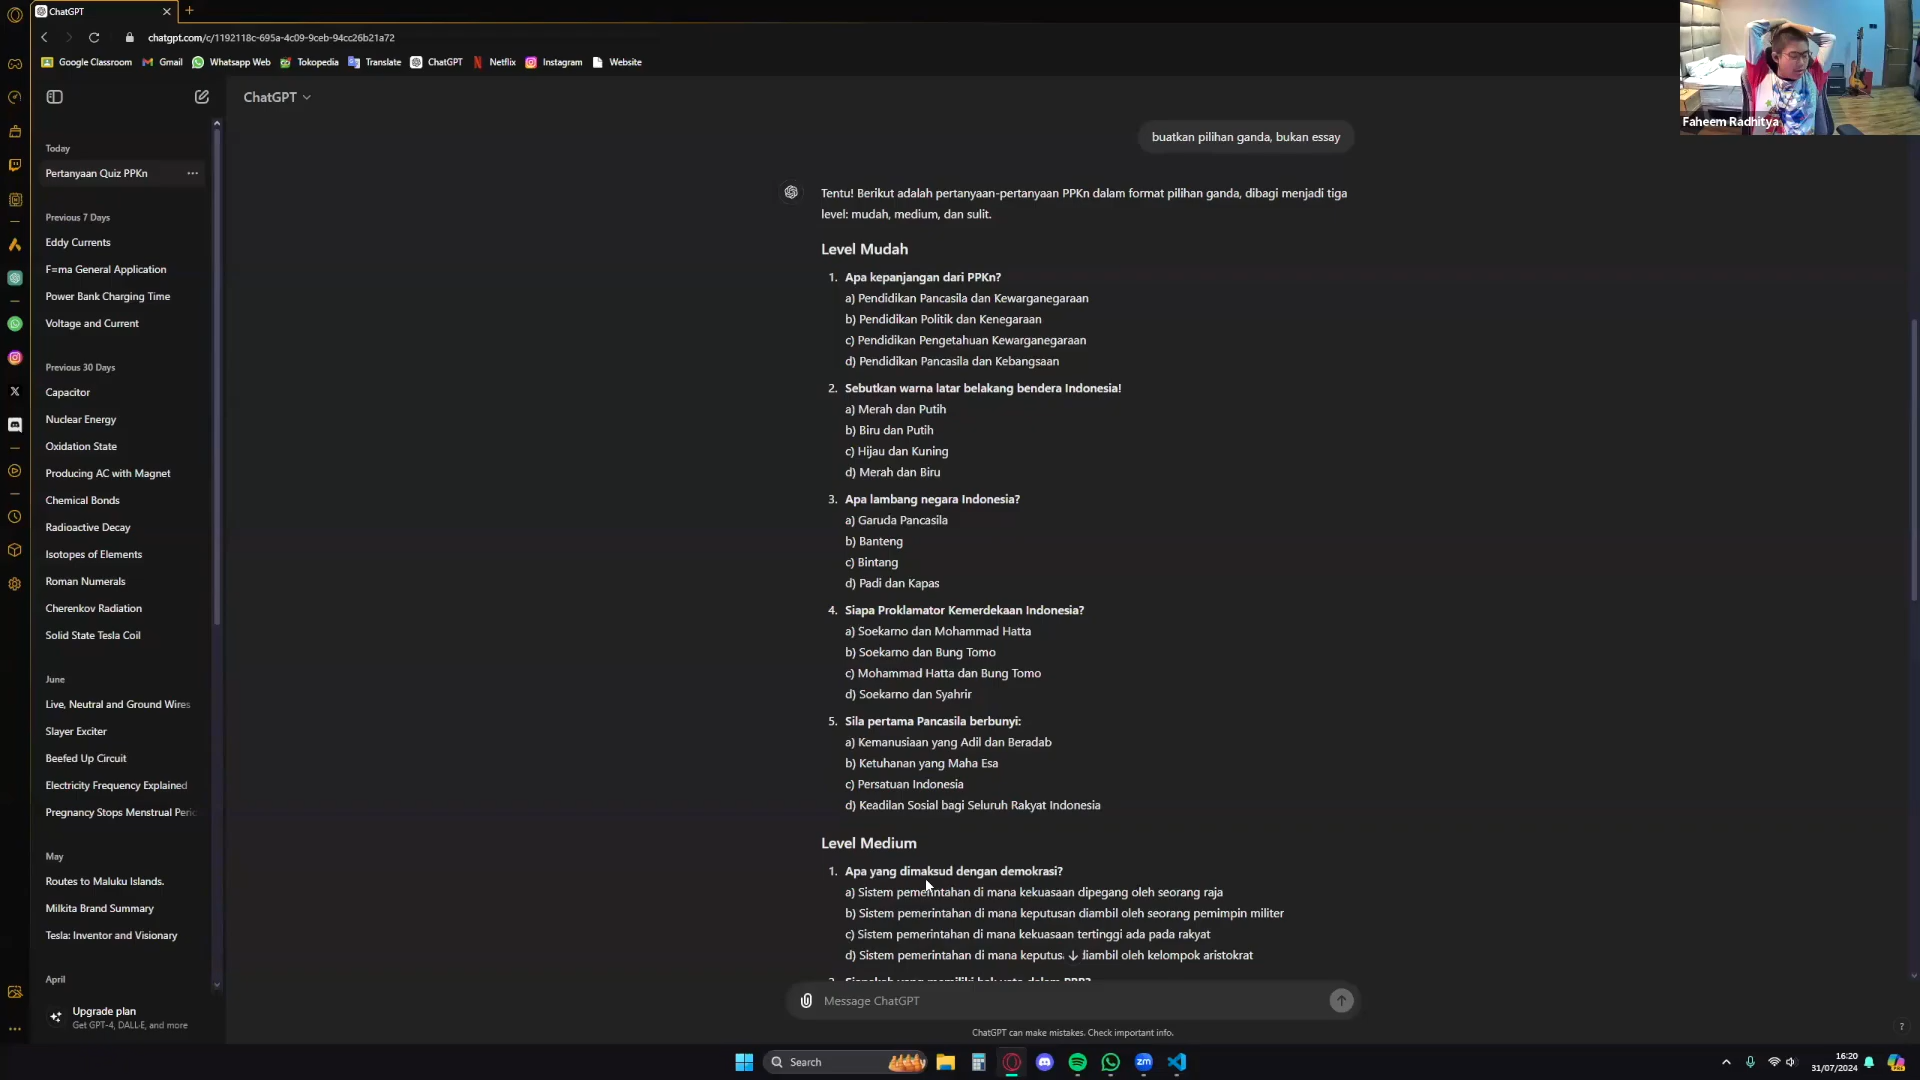 ChatGPT
chatgpt.com/c/1192118c-695a-4c09-9ceb-94cc26b21a72
Google Classroom
Gmail
Whatsapp Web
Tokopedia
Translate
ChatGPT
Netflix
Instagram
Website
Faheem Radhitya
ChatGPT
Today
Pertanyaan Quiz PPKn
Previous 7 Days
Eddy Currents
F=ma General Application
Power Bank Charging Time
Voltage and Current
Previous 30 Days
Capacitor
Nuclear Energy
Oxidation State
Producing AC with Magnet
Chemical Bonds
Radioactive Decay
Isotopes of Elements
Roman Numerals
Cherenkov Radiation
Solid State Tesla Coil
June
Live, Neutral and Ground Wires
Slayer Exciter
Beefed Up Circuit
Electricity Frequency Explained
Pregnancy Stops Menstrual Peri
May
Routes to Maluku Islands.
Milkita Brand Summary
Tesla: Inventor and Visionary
April
Upgrade plan
Get GPT-4, DALL·E, and more
buatkan pilihan ganda, bukan essay
Tentu! Berikut adalah pertanyaan-pertanyaan PPKn dalam format pilihan ganda, dibagi menjadi tiga
level: mudah, medium, dan sulit.
Level Mudah
1. Apa kepanjangan dari PPKn?
a) Pendidikan Pancasila dan Kewarganegaraan
b) Pendidikan Politik dan Kenegaraan
c) Pendidikan Pengetahuan Kewarganegaraan
d) Pendidikan Pancasila dan Kebangsaan
2. Sebutkan warna latar belakang bendera Indonesia!
a) Merah dan Putih
b) Biru dan Putih
c) Hijau dan Kuning
d) Merah dan Biru
3. Apa lambang negara Indonesia?
a) Garuda Pancasila
b) Banteng
c) Bintang
d) Padi dan Kapas
4. Siapa Proklamator Kemerdekaan Indonesia?
a) Soekarno dan Mohammad Hatta
b) Soekarno dan Bung Tomo
c) Mohammad Hatta dan Bung Tomo
d) Soekarno dan Syahrir
5. Sila pertama Pancasila berbunyi:
a) Kemanusiaan yang Adil dan Beradab
b) Ketuhanan yang Maha Esa
c) Persatuan Indonesia
d) Keadilan Sosial bagi Seluruh Rakyat Indonesia
Level Medium
1. Apa yang dimaksud dengan demokrasi?
a) Sistem pemerintahan di mana kekuasaan dipegang oleh seorang raja
b) Sistem pemerintahan di mana keputusan diambil oleh seorang pemimpin militer
c) Sistem pemerintahan di mana kekuasaan tertinggi ada pada rakyat
d) Sistem pemerintahan di mana keputus diambil oleh kelompok aristokrat
Message ChatGPT
ChatGPT can make mistakes. Check important info.
?
Search
zm
16:20
31/07/2024